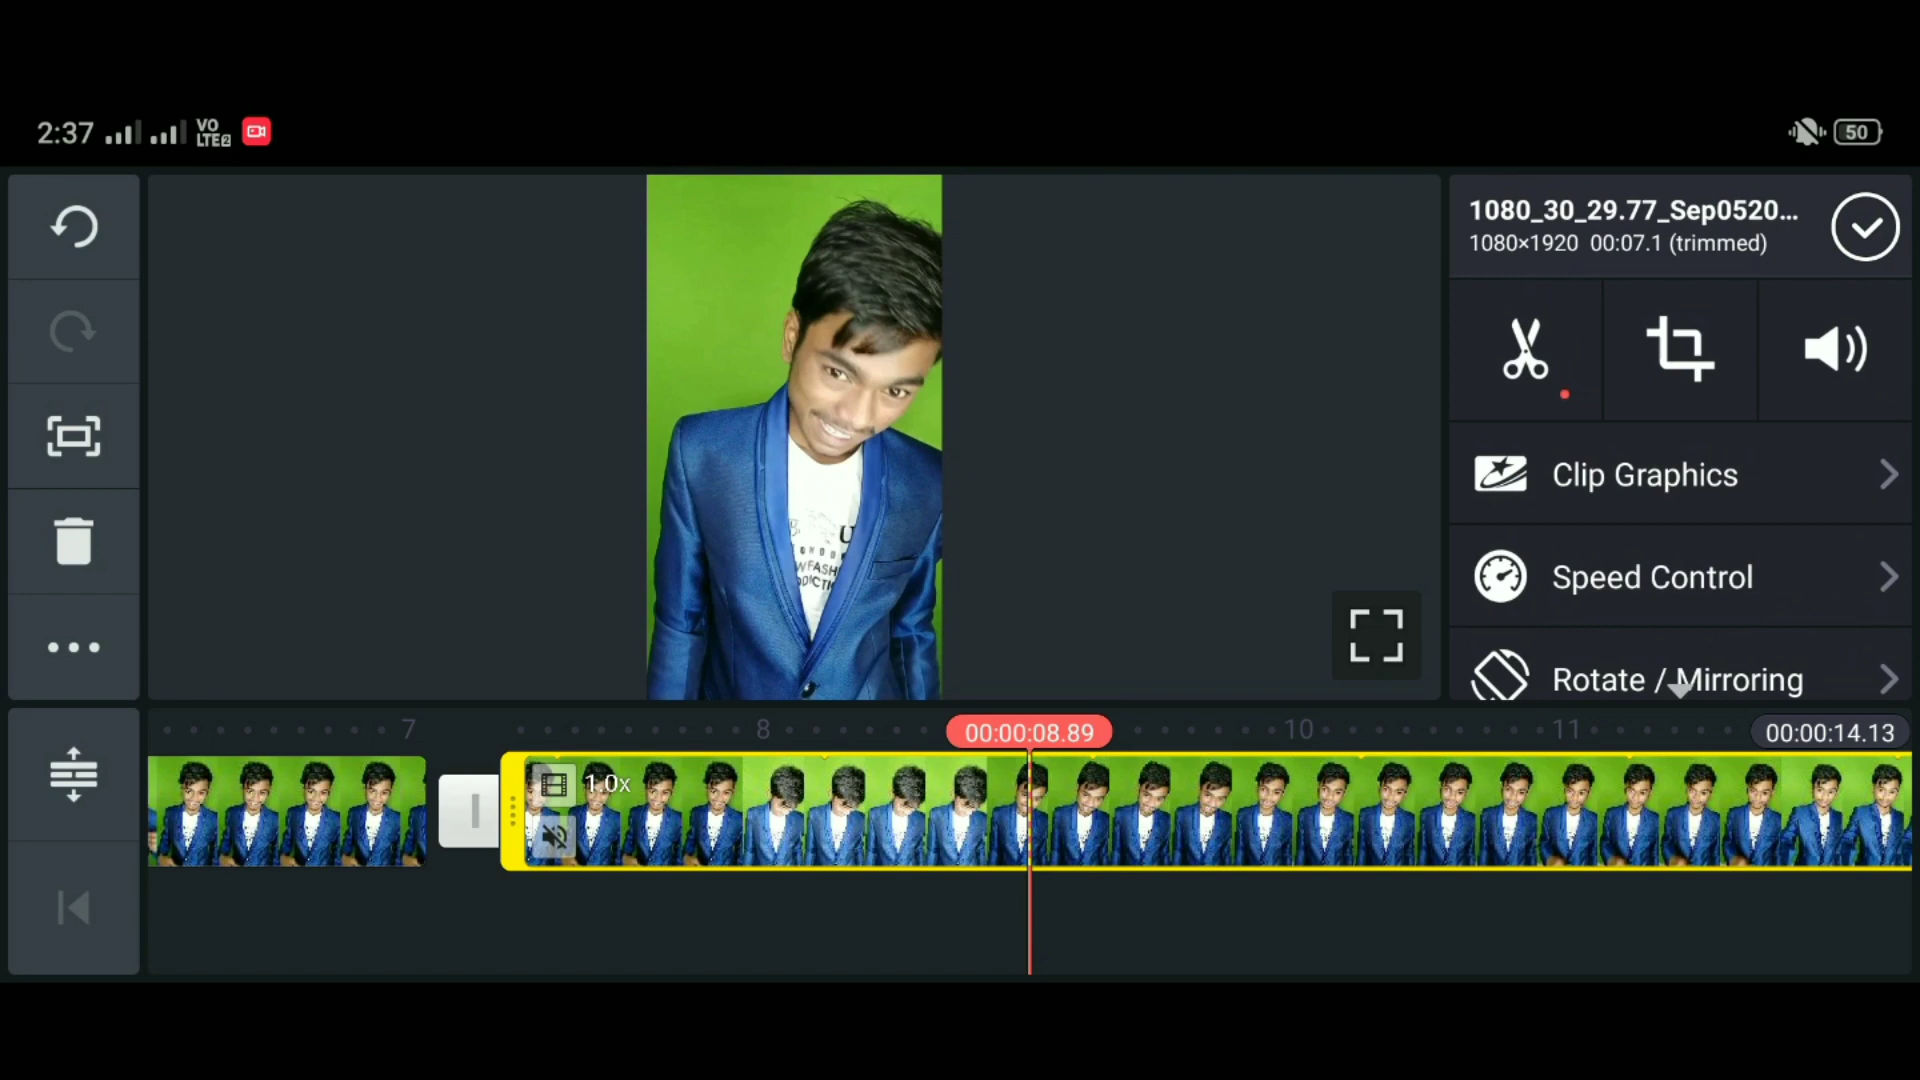 2:37 VO LTE2 50
1080_30_29.77_Sep0520...
1080×1920 00:07.1 (trimmed)
Clip Graphics
Speed Control
Rotate / Mirroring
7 8 00:00:08.89 10 11 00:00:14.13
1.0x